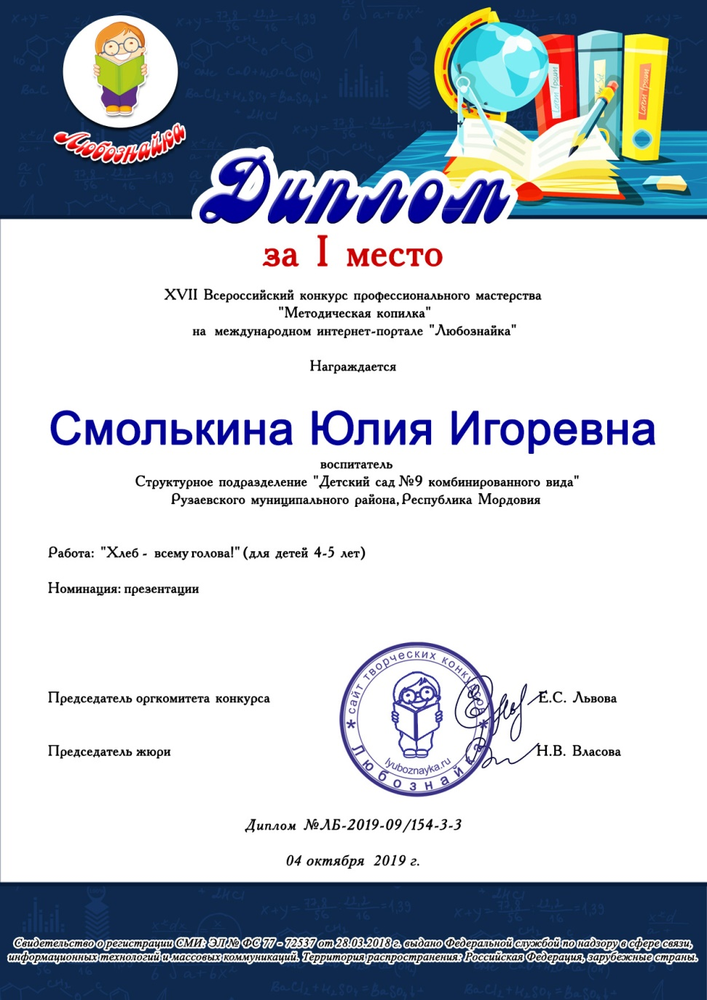 Любознайка
Lorem Ipsum
Lorem Ipsum
Диплом
за I место
XVII Всероссийский конкурс профессионального мастерства
"Методическая копилка"
на международном интернет-портале "Любознайка"
Награждается
Смолькина Юлия Игоревна
воспитатель
Структурное подразделение "Детский сад №9 комбинированного вида"
Рузаевского муниципального района, Республика Мордовия
Работа: "Хлеб - всему голова!" (для детей 4-5 лет)
Номинация: презентации
сайт творческих конкурсов
Председатель оргкомитета конкурса
Е.С. Львова
Председатель жюри
Н.В. Власова
lyuboznayka.ru
* Любознайка *
Диплом №ЛБ-2019-09/154-3-3
04 октября 2019 г.
Свидетельство о регистрации СМИ: ЭЛ № ФС 77 - 72537 от 28.03.2018 г. выдано Федеральной службой по надзору в сфере связи,
информационных технологий и массовых коммуникаций. Территория распространения: Российская Федерация, зарубежные страны.